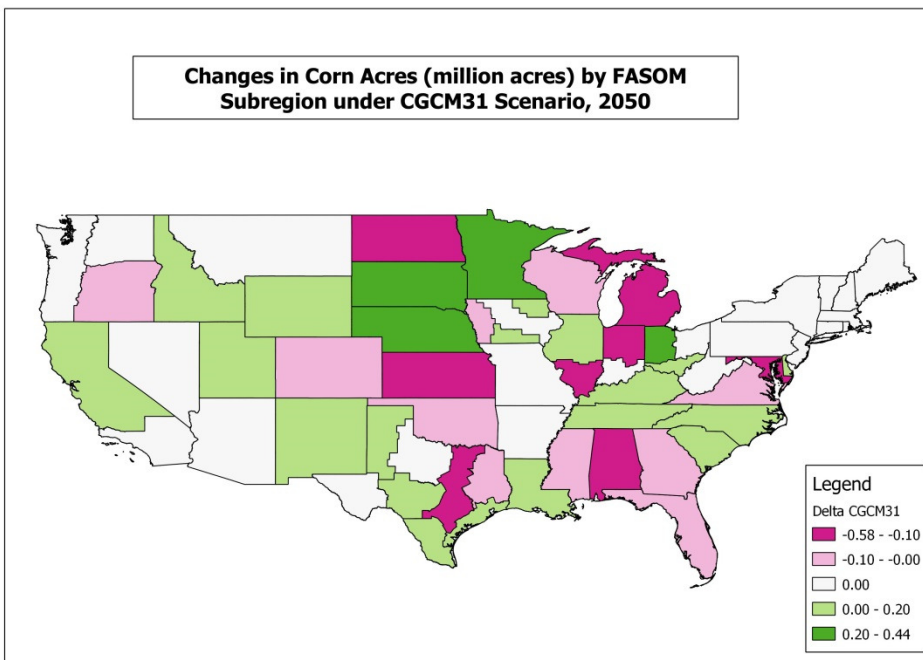 Changes in Corn Acres (million acres) by FASOM
Subregion under CGCM31 Scenario, 2050
Legend
Delta CGCM31
-0.58 - -0.10
-0.10 - -0.00
0.00
0.00 - 0.20
0.20 - 0.44